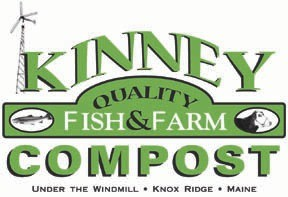 KINNEY
QUALITY
FISH & FARM
COMPOST
UNDER THE WINDMILL • KNOX RIDGE • MAINE